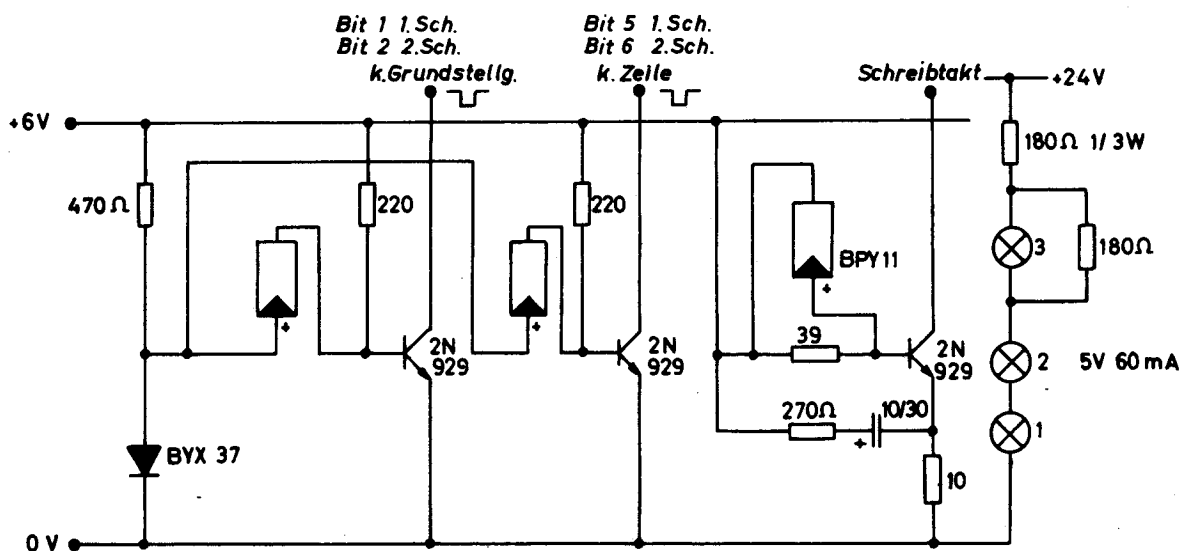 Bit 1 1.Sch.
Bit 2 2.Sch.
k.Grundstellg.
Bit 5 1.Sch.
Bit 6 2.Sch.
k.Zeile
Schreibtakt
+24V
+6V
180Ω 1/3W
470Ω
220
220
BPY11
3
180Ω
+
+
+
39
2N
929
2N
929
2N
929
2
5V 60mA
270Ω
10/30
+
1
BYX 37
10
0V